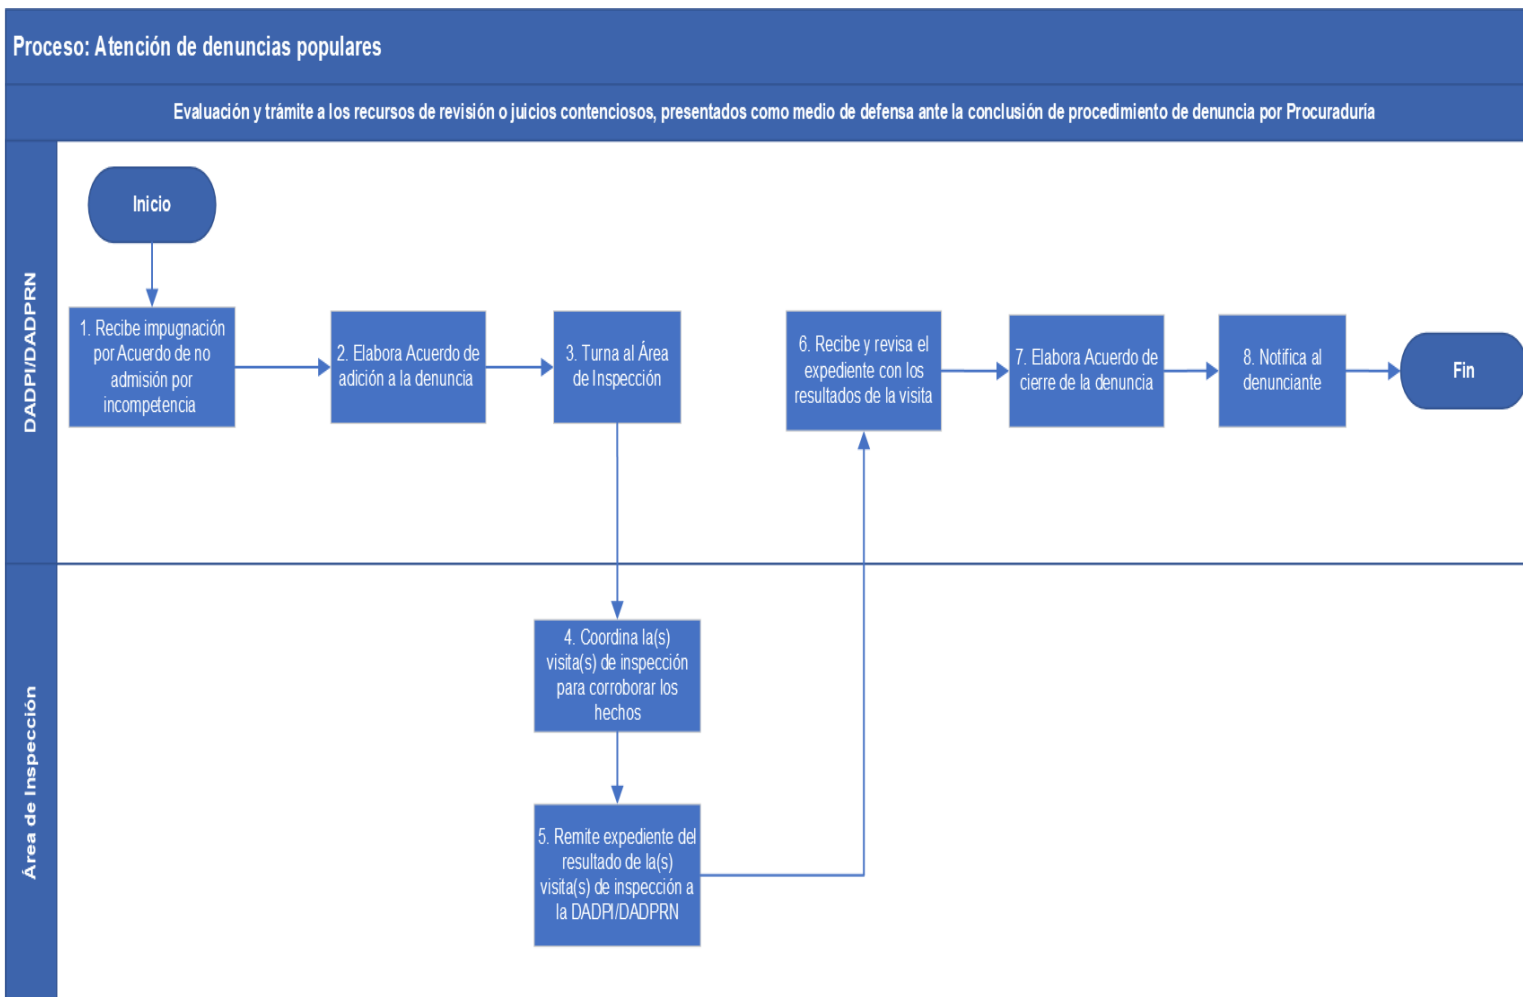 Proceso: Atención de denuncias populares
Evaluación y trámite a los recursos de revisión o juicios contenciosos, presentados como medio de defensa ante la conclusión de procedimiento de denuncia por Procuraduría
DADPI/DADPRN
Inicio
1. Recibe impugnación
por Acuerdo de no
admisión por
incompetencia
2. Elabora Acuerdo de
adición a la denuncia
3. Turna al Área
de Inspección
6. Recibe y revisa el
expediente con los
resultados de la visita
7. Elabora Acuerdo de
cierre de la denuncia
8. Notifica al
denunciante
Fin
Área de Inspección
4. Coordina la(s)
visita(s) de inspección
para corroborar los
hechos
5. Remite expediente del
resultado de la(s)
visita(s) de inspección a
la DADPI/DADPRN